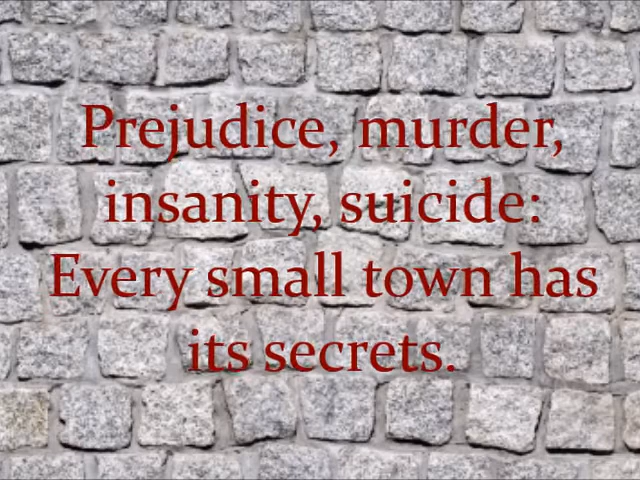 Prejudice, murder,
insanity, suicide:
Every small town has
its secrets.